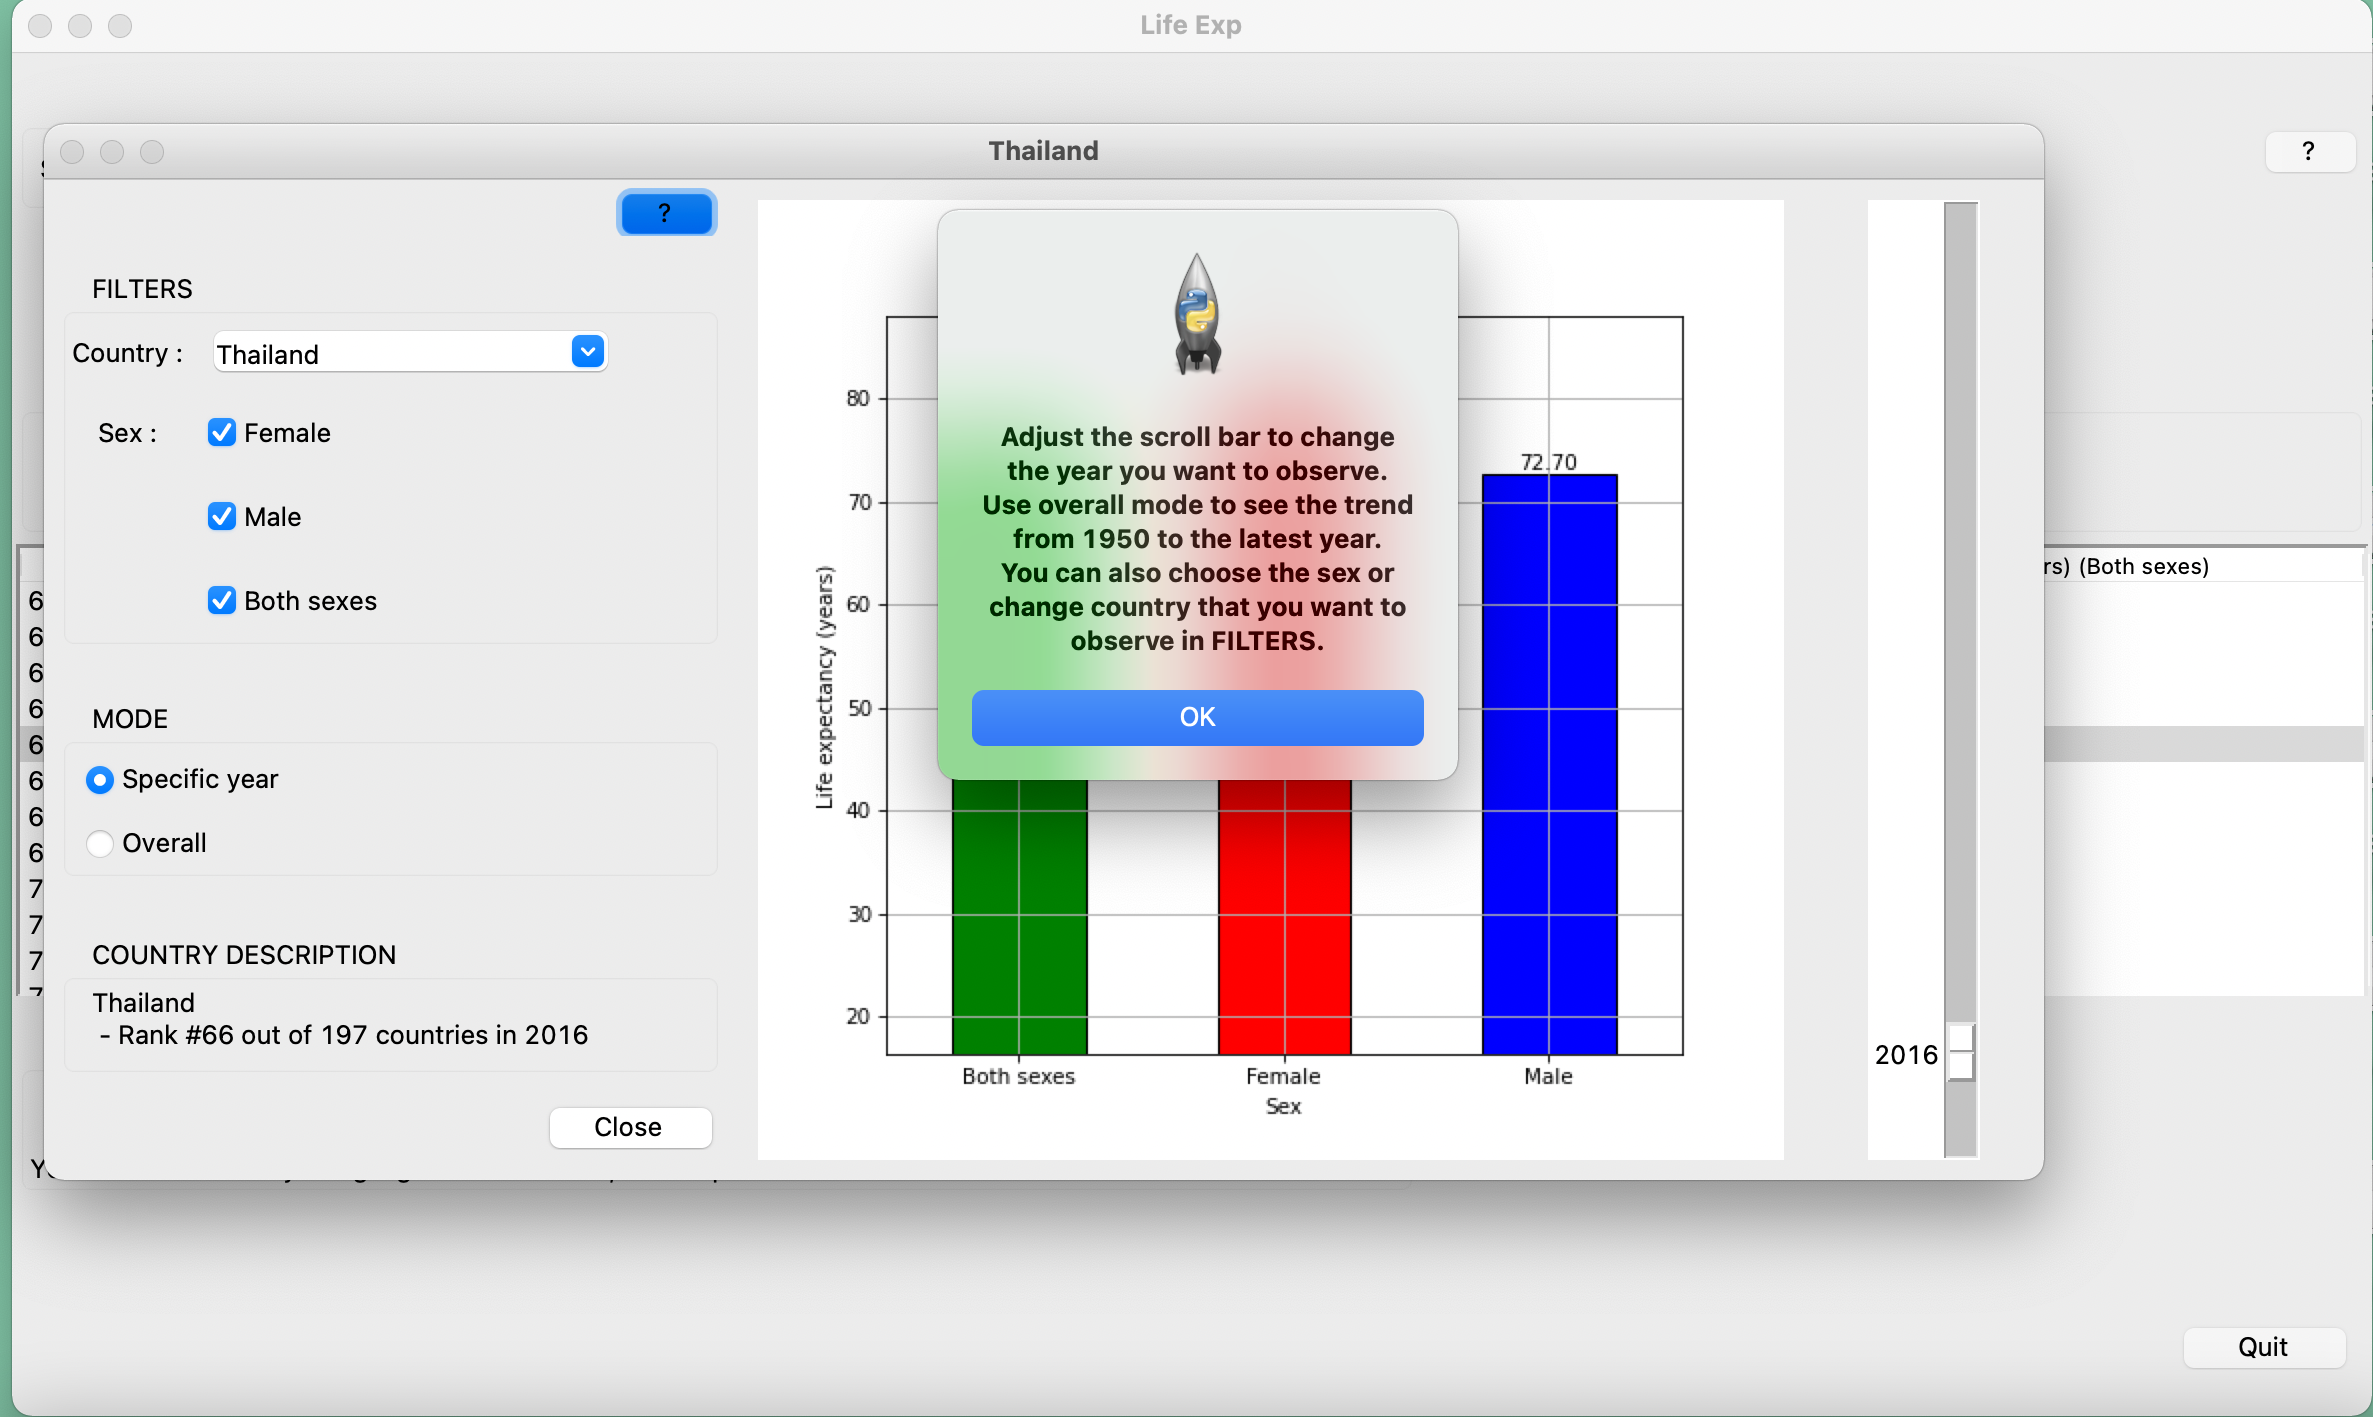 Life Exp
Thailand
?
?
FILTERS
Country :
Thailand
Sex :
Female
Male
Both sexes
MODE
Specific year
Overall
COUNTRY DESCRIPTION
Thailand
- Rank #66 out of 197 countries in 2016
Close
Adjust the scroll bar to change
the year you want to observe.
Use overall mode to see the trend
from 1950 to the latest year.
You can also choose the sex or
change country that you want to
observe in FILTERS.
OK
72.70
80
70
60
50
40
30
20
Life expectancy (years)
Both sexes
Female
Male
Sex
2016
rs) (Both sexes)
6
6
6
6
6
6
6
6
7
7
7
7
Quit